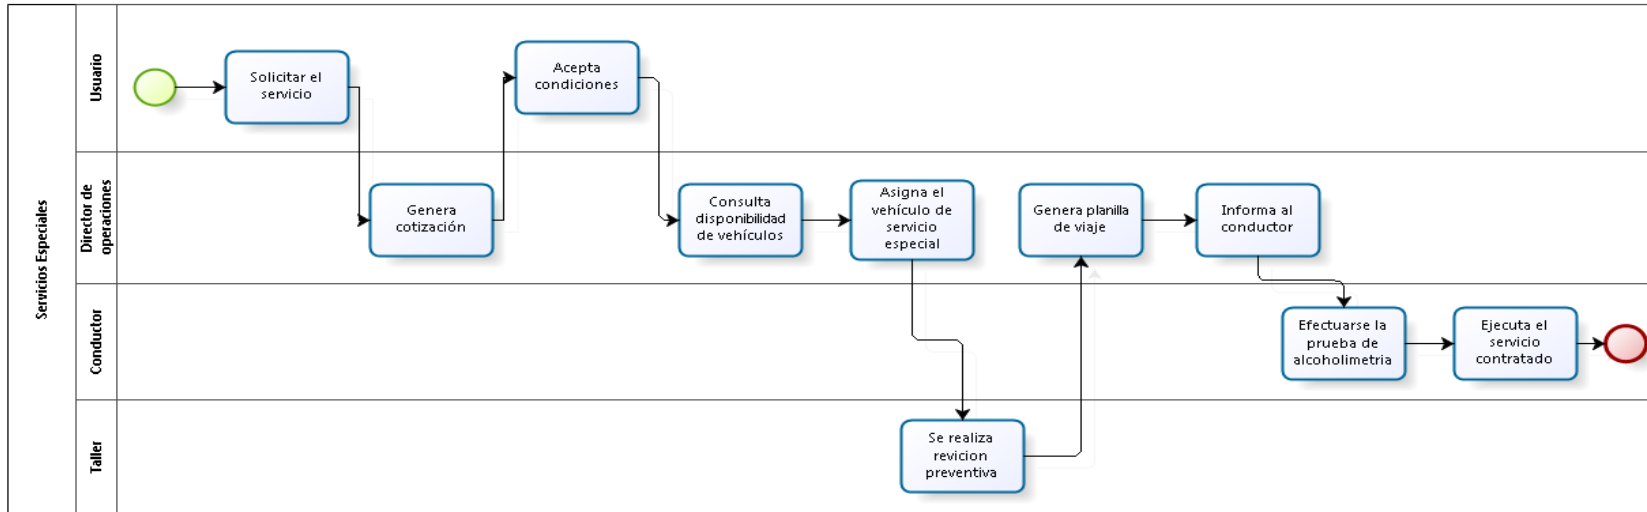 Servicios Especiales
Usuario
Solicitar el
servicio
Acepta
condiciones
Director de
operaciones
Genera
cotización
Consulta
disponibilidad
de vehículos
Asigna el
vehículo de
servicio
especial
Genera planilla
de viaje
Informa al
conductor
Conductor
Efectuarse la
prueba de
alcoholimetria
Ejecuta el
servicio
contratado
Taller
Se realiza
revicion
preventiva